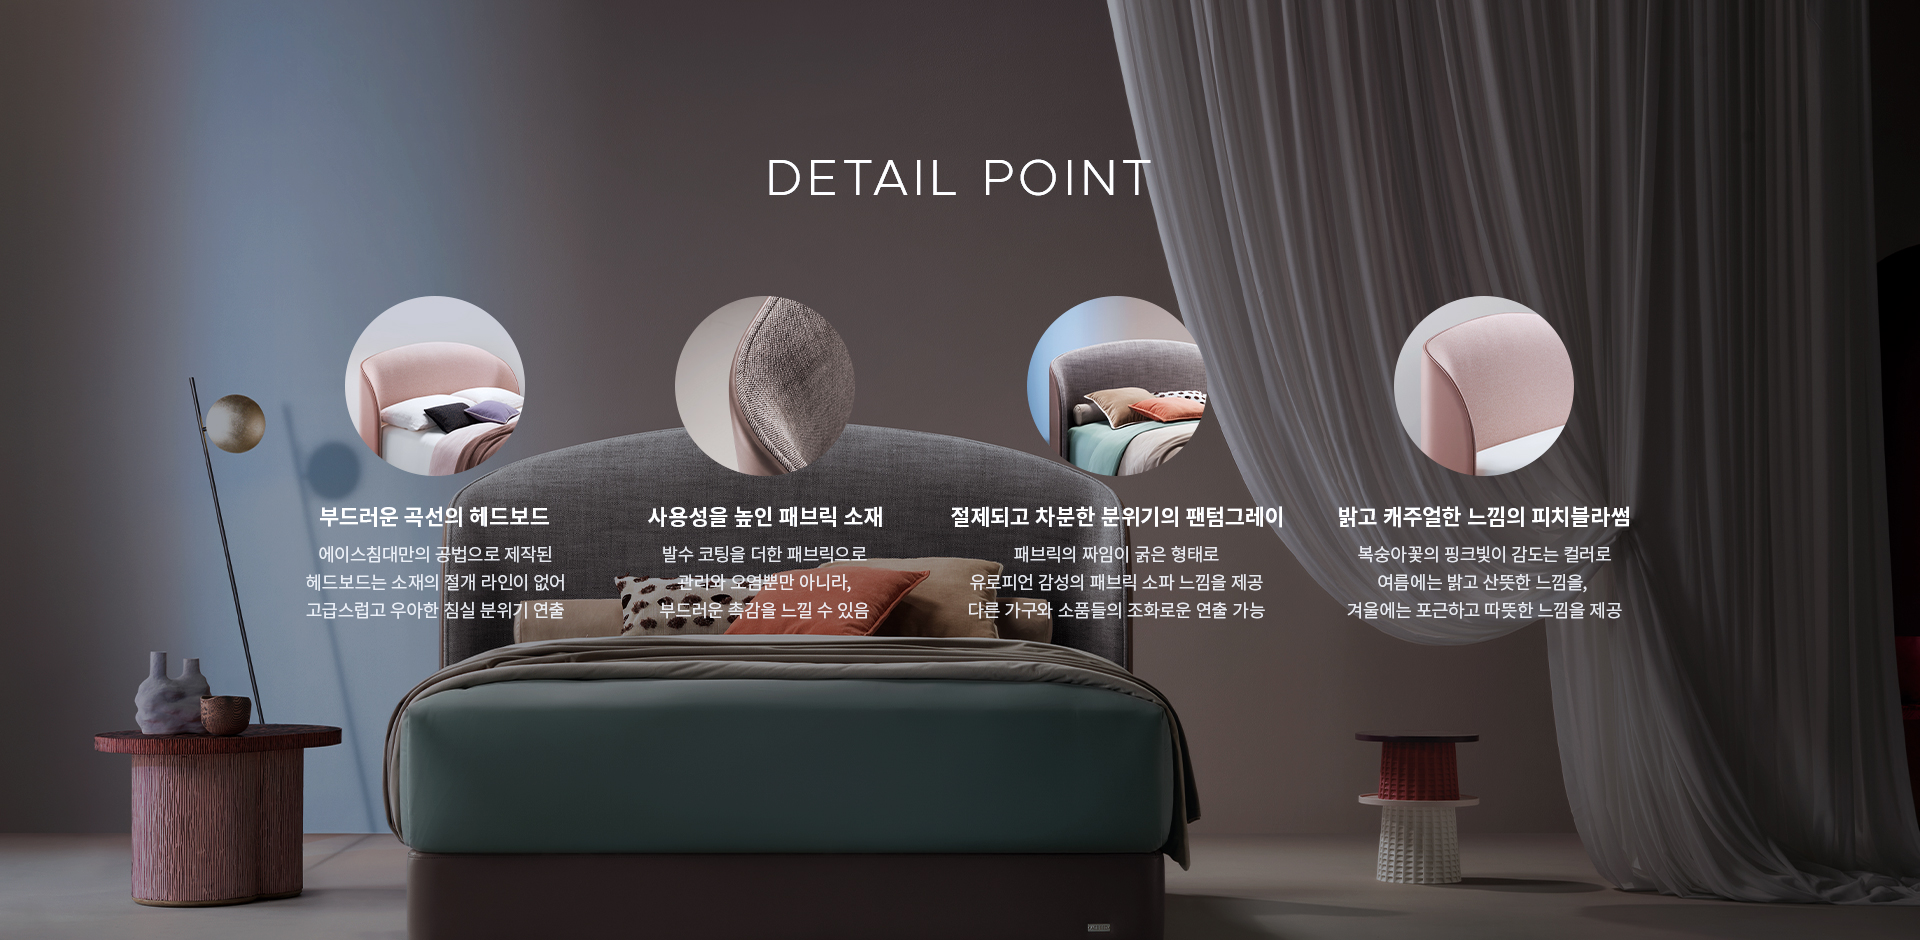 DETAIL POINT
부드러운 곡선의 헤드보드
에이스침대만의 공법으로 제작된
헤드보드는 소재의 절개 라인이 없어
고급스럽고 우아한 침실 분위기 연출
사용성을 높인 패브릭 소재
발수 코팅을 더한 패브릭으로
관리와 오염뿐만 아니라,
부드러운 촉감을 느낄 수 있음
절제되고 차분한 분위기의 팬텀그레이
패브릭의 짜임이 굵은 형태로
유로피언 감성의 패브릭 소파 느낌을 제공
다른 가구와 소품들의 조화로운 연출 가능
밝고 캐주얼한 느낌의 피치블라썸
복숭아꽃의 핑크빛이 감도는 컬러로
여름에는 밝고 산뜻한 느낌을,
겨울에는 포근하고 따뜻한 느낌을 제공